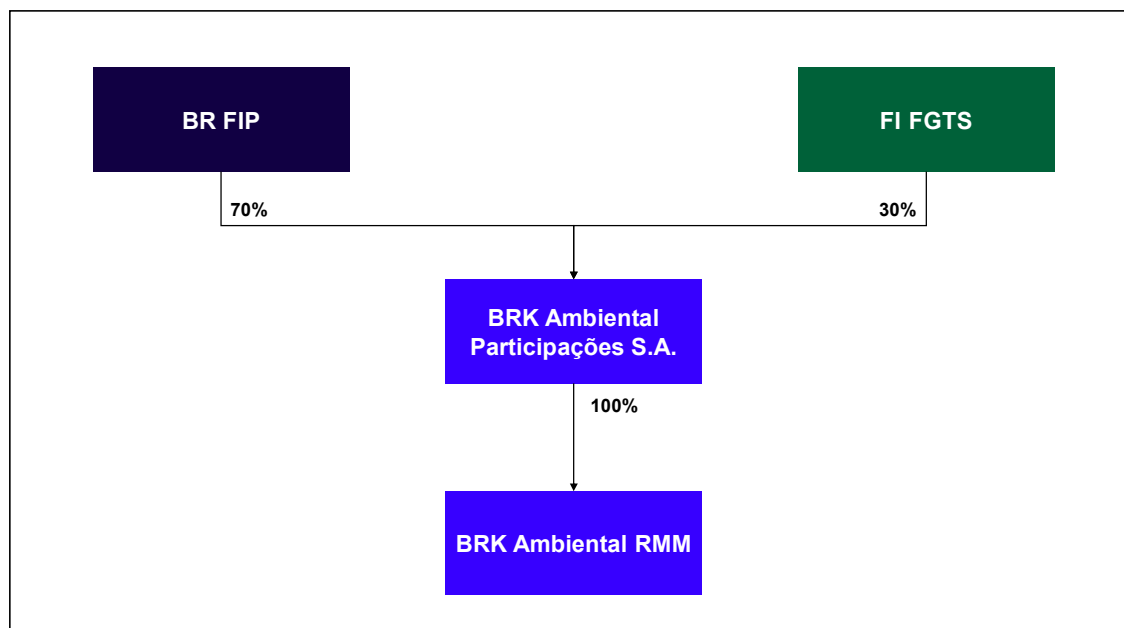 BR FIP
FI FGTS
70%
30%
BRK Ambiental
Participações S.A.
100%
BRK Ambiental RMM